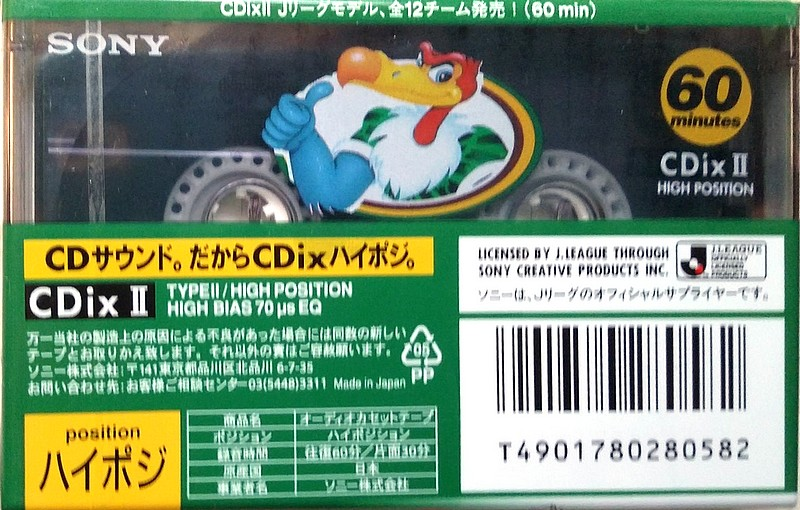 CDixII Jリーグモデル、全12チーム発売！(60 min)
SONY
60
minutes
CDix II
HIGH POSITION
CDサウンド。だからCDixハイポジ。
CDix II
TYPEII/HIGH POSITION
HIGH BIAS 70 μs EQ
万一当社の製造上の原因による不良があった場合には同数の新しい
テープとお取りかえ致します。それ以外の責はご容赦願います。
ソニー株式会社:〒141東京都品川区北品川 6-7-35
お問い合わせ先:お客様ご相談センター03(5448)3311 Made in Japan
PP
LICENSED BY J.LEAGUE THROUGH
SONY CREATIVE PRODUCTS INC.
J.LEAGUE
OFFICIALLY
LICENSED
PRODUCTS
ソニーは、Jリーグのオフィシャルサプライヤーです。
position
ハイポジ
商品名 オーディオカセットテープ
ポジション ハイポジション
録音時間 往復60分/片面30分
原産国 日本
事業者名 ソニー株式会社
T4901780280582